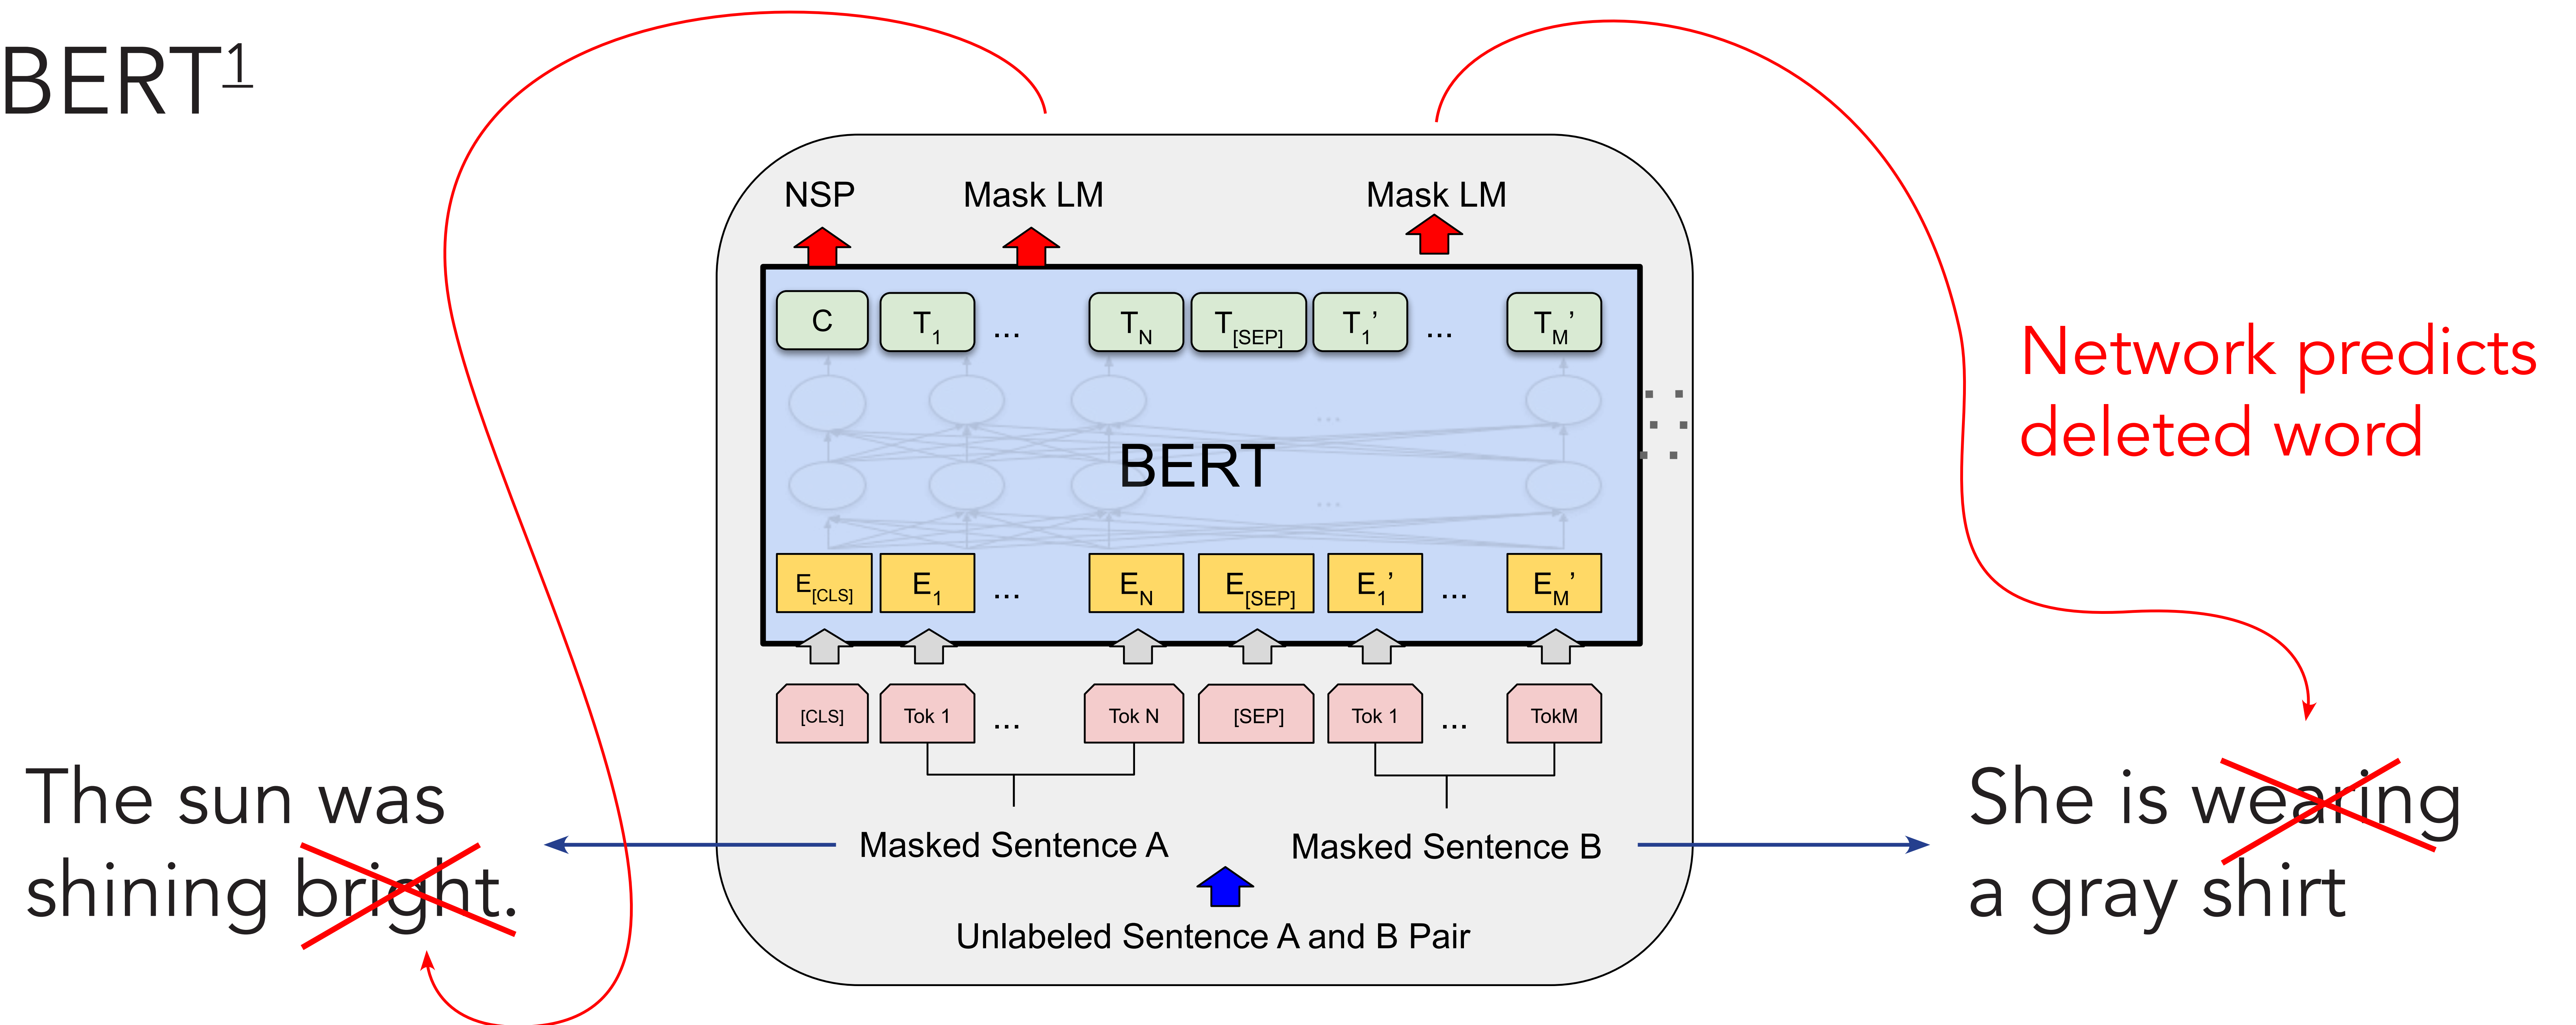 BERT1
NSP Mask LM Mask LM
C T1 ... TN T[SEP] T1’ ... TM’
...
BERT
...
E[CLS] E1 ... EN E[SEP] E1’ ... EM’
[CLS] Tok 1 ... Tok N [SEP] Tok 1 ... TokM
Masked Sentence A Masked Sentence B
Unlabeled Sentence A and B Pair
The sun was
shining bright.
Network predicts
deleted word
She is wearing
a gray shirt